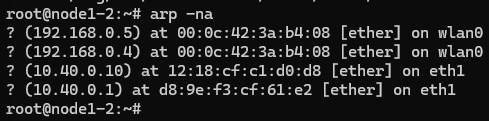 root@node1-2:~# arp -na
? (192.168.0.5) at 00:0c:42:3a:b4:08 [ether] on wlan0
? (192.168.0.4) at 00:0c:42:3a:b4:08 [ether] on wlan0
? (10.40.0.10) at 12:18:cf:c1:d0:d8 [ether] on eth1
? (10.40.0.1) at d8:9e:f3:cf:61:e2 [ether] on eth1
root@node1-2:~#